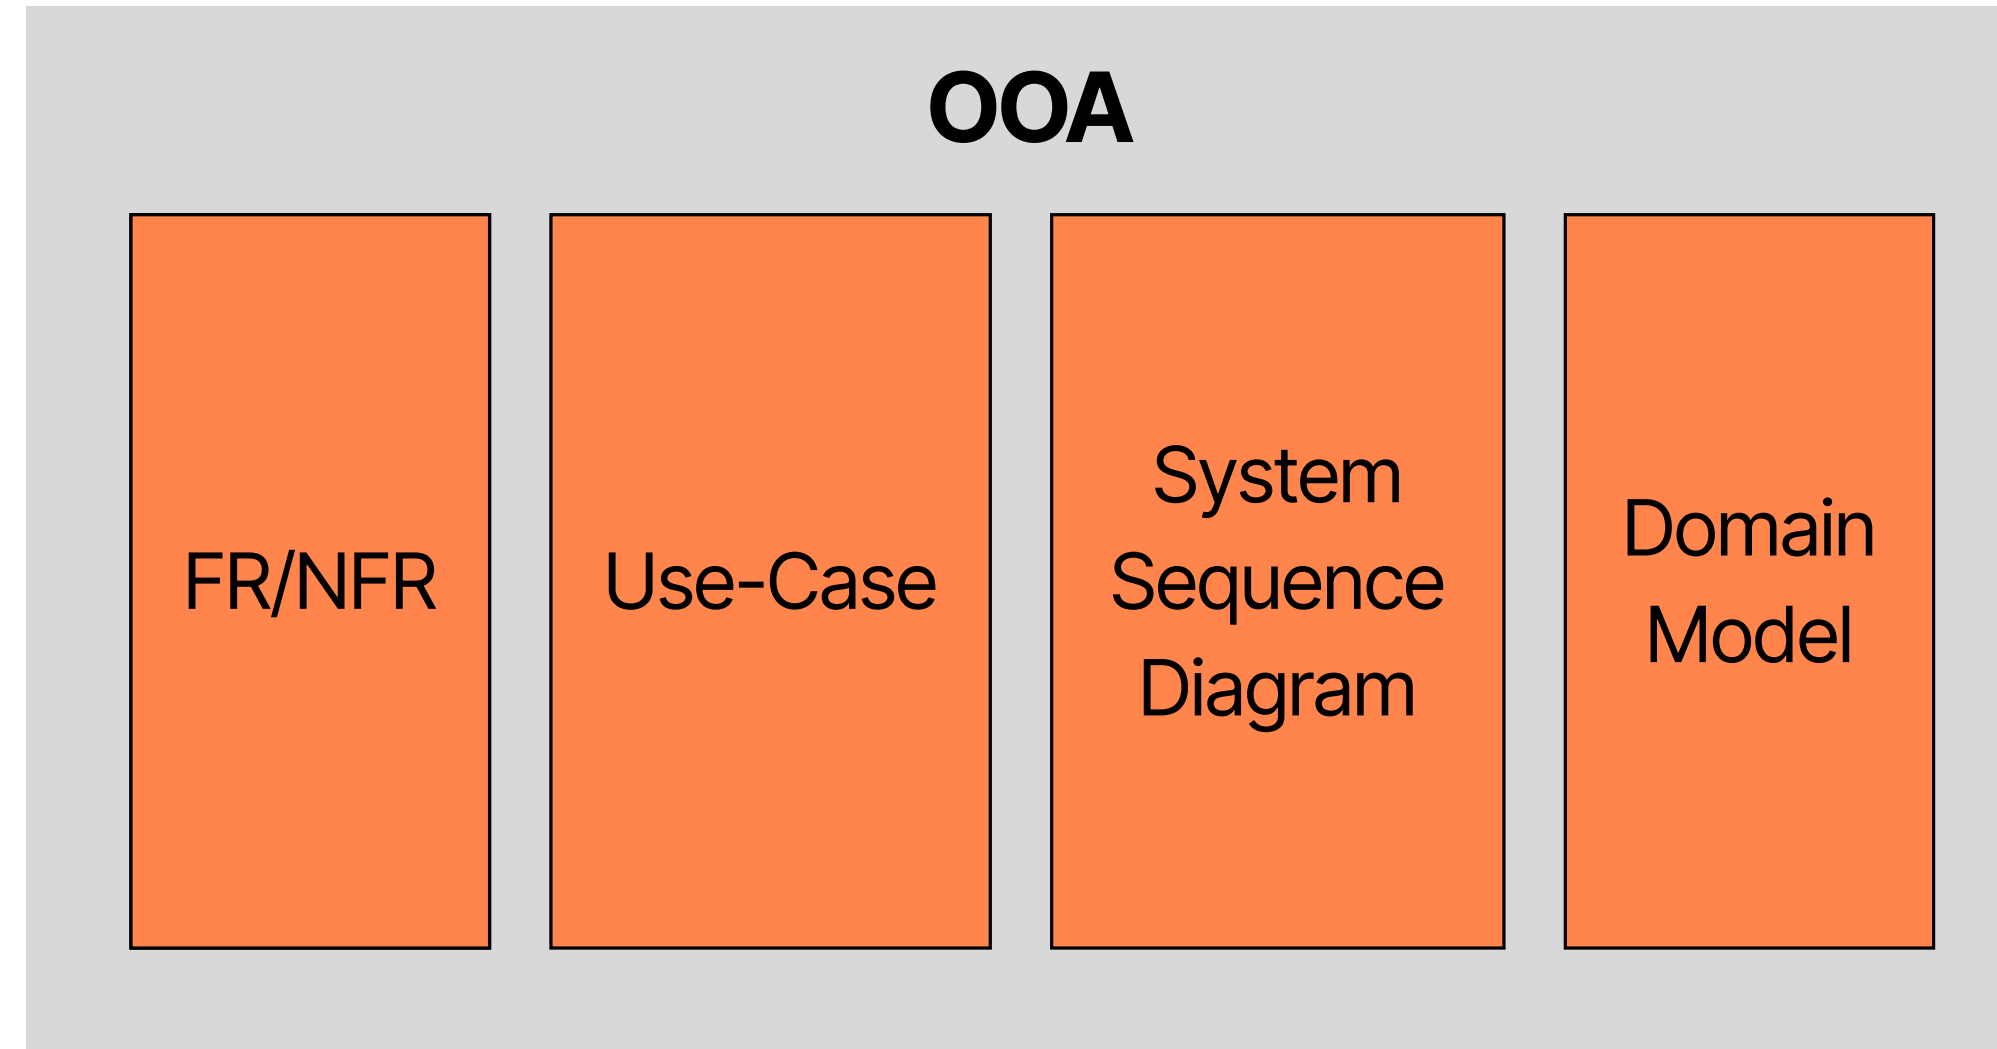 OOA
FR/NFR
Use-Case
System
Sequence
Diagram
Domain
Model